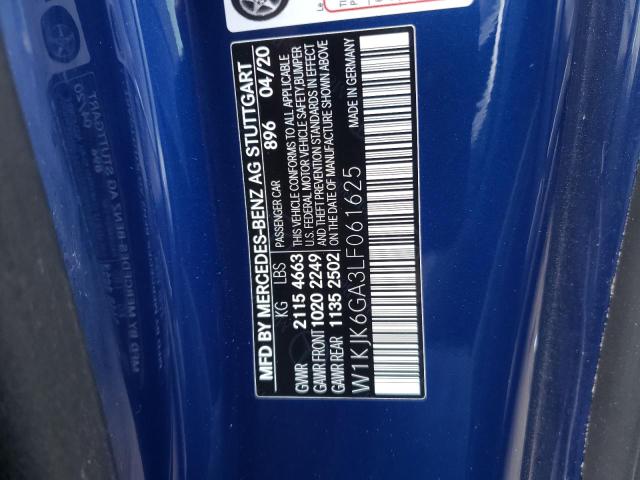 MFD BY MERCEDES-BENZ AG STUTTGART
896 04/20
PASSENGER CAR
KG LBS
THIS VEHICLE CONFORMS TO ALL APPLICABLE
U.S. FEDERAL MOTOR VEHICLE SAFETY,BUMPER
AND THEFT PREVENTION STANDARDS IN EFFECT
ON THE DATE OF MANUFACTURE SHOWN ABOVE
GVWR 2115 4663
GAWR FRONT 1020 2249
GAWR REAR 1135 2502
MADE IN GERMANY
W1KJK6GA3LF061625